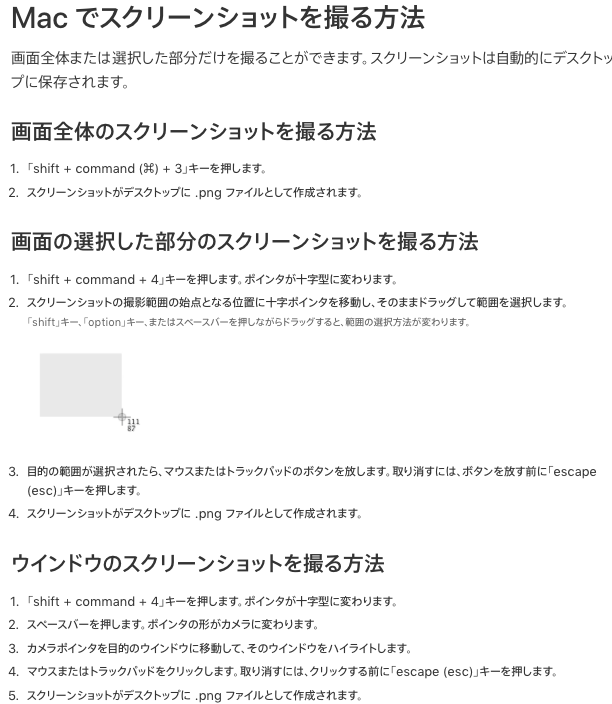 Mac でスクリーンショットを撮る方法
画面全体または選択した部分だけを撮ることができます。スクリーンショットは自動的にデスクトッ
プに保存されます。
画面全体のスクリーンショットを撮る方法
1. 「shift + command (⌘) + 3」キーを押します。
2. スクリーンショットがデスクトップに .png ファイルとして作成されます。
画面の選択した部分のスクリーンショットを撮る方法
1. 「shift + command + 4」キーを押します。ポインタが十字型に変わります。
2. スクリーンショットの撮影範囲の始点となる位置に十字ポインタを移動し、そのままドラッグして範囲を選択します。
「shift」キー、「option」キー、またはスペースバーを押しながらドラッグすると、範囲の選択方法が変わります。
111
87
3. 目的の範囲が選択されたら、マウスまたはトラックパッドのボタンを放します。取り消すには、ボタンを放す前に「escape
(esc)」キーを押します。
4. スクリーンショットがデスクトップに .png ファイルとして作成されます。
ウインドウのスクリーンショットを撮る方法
1. 「shift + command + 4」キーを押します。ポインタが十字型に変わります。
2. スペースバーを押します。ポインタの形がカメラに変わります。
3. カメラポインタを目的のウインドウに移動して、そのウインドウをハイライトします。
4. マウスまたはトラックパッドをクリックします。取り消すには、クリックする前に「escape (esc)」キーを押します。
5. スクリーンショットがデスクトップに .png ファイルとして作成されます。